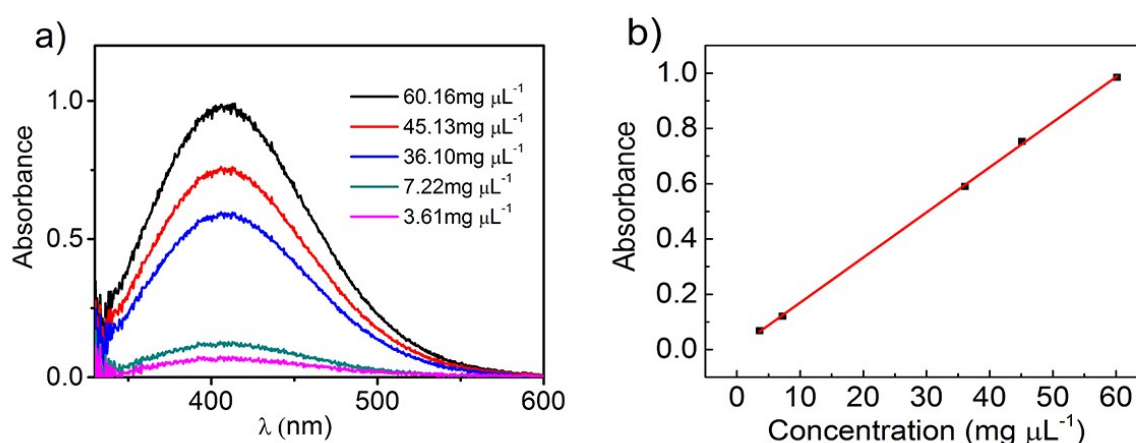 a)
Absorbance
1.0
0.5
0.0
400
500
600
λ (nm)
60.16mg μL⁻¹
45.13mg μL⁻¹
36.10mg μL⁻¹
7.22mg μL⁻¹
3.61mg μL⁻¹
b)
Absorbance
1.0
0.8
0.6
0.4
0.2
0.0
0
10
20
30
40
50
60
Concentration (mg μL⁻¹)